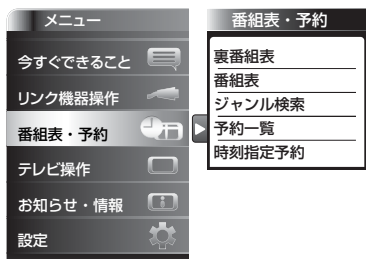 メニュー
今すぐできること
リンク機器操作
番組表・予約
テレビ操作
お知らせ・情報
設定
番組表・予約
裏番組表
番組表
ジャンル検索
予約一覧
時刻指定予約